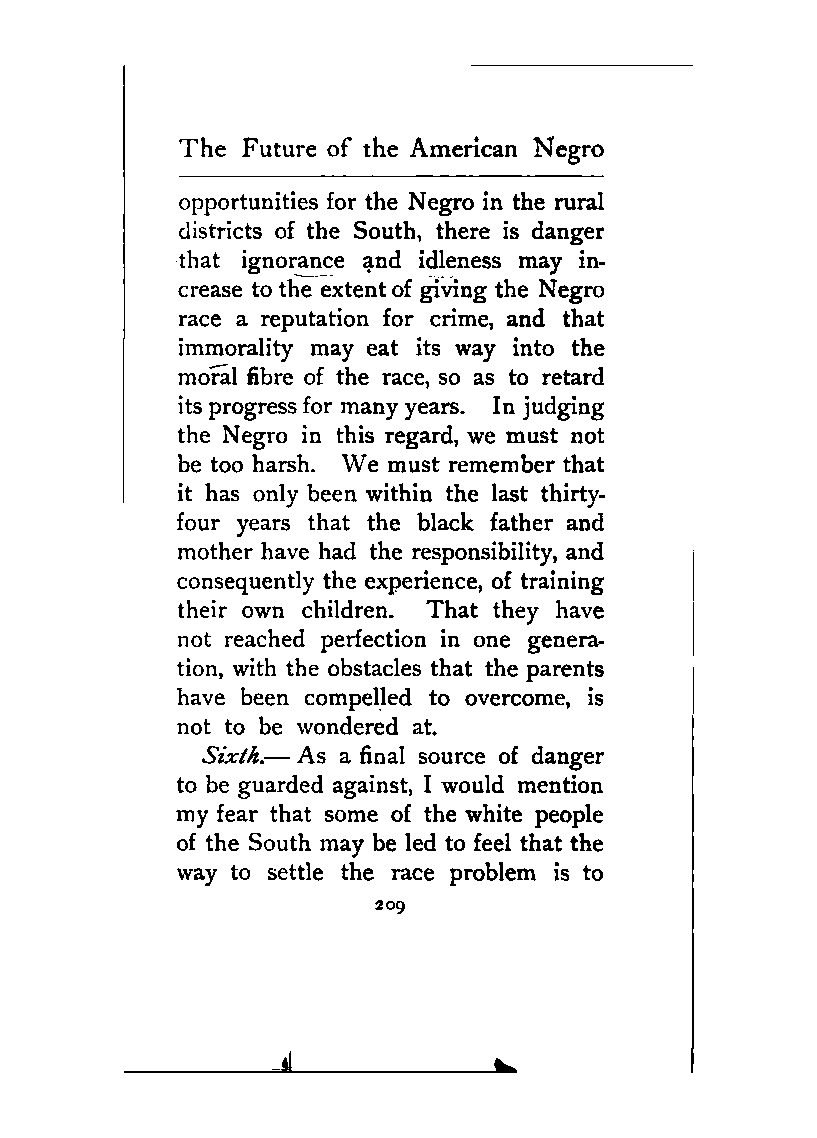 The Future of the American Negro
opportunities for the Negro in the rural
districts of the South, there is danger
that ignorance and idleness may in-
crease to the extent of giving the Negro
race a reputation for crime, and that
immorality may eat its way into the
moral fibre of the race, so as to retard
its progress for many years. In judging
the Negro in this regard, we must not
be too harsh. We must remember that
it has only been within the last thirty-
four years that the black father and
mother have had the responsibility, and
consequently the experience, of training
their own children. That they have
not reached perfection in one genera-
tion, with the obstacles that the parents
have been compelled to overcome, is
not to be wondered at.
Sixth.— As a final source of danger
to be guarded against, I would mention
my fear that some of the white people
of the South may be led to feel that the
way to settle the race problem is to
209